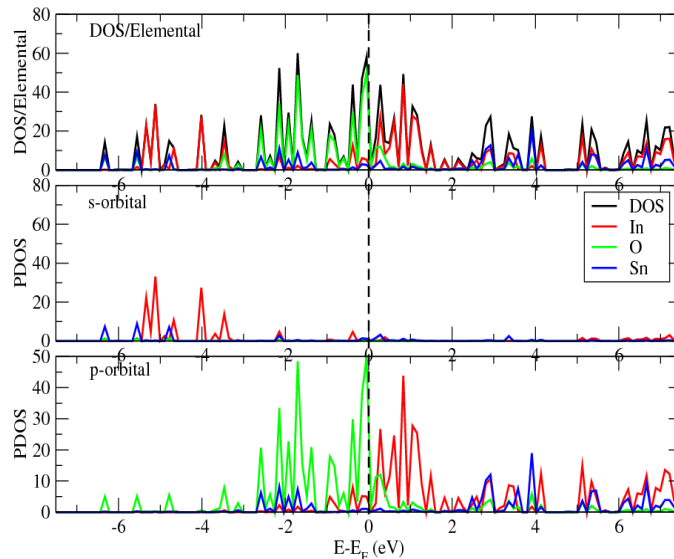 80
DOS/Elemental
60
40
20
0
DOS/Elemental
-6 -4 -2 0 2 4 6
80
s-orbital
60
40
20
0
PDOS
DOS
In
O
Sn
-6 -4 -2 0 2 4 6
50
p-orbital
40
30
20
10
0
PDOS
-6 -4 -2 0 2 4 6
E-E_F (eV)